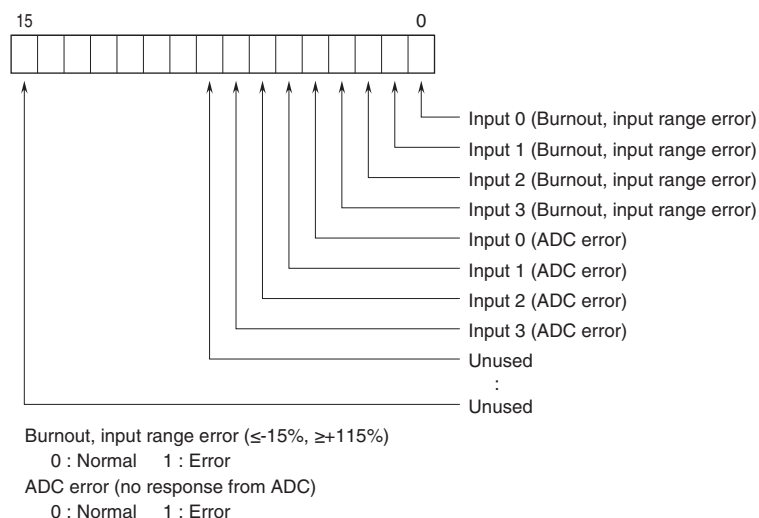 15 0
Input 0 (Burnout, input range error)
Input 1 (Burnout, input range error)
Input 2 (Burnout, input range error)
Input 3 (Burnout, input range error)
Input 0 (ADC error)
Input 1 (ADC error)
Input 2 (ADC error)
Input 3 (ADC error)
Unused
:
Unused
Burnout, input range error (≤-15%, ≥+115%)
0 : Normal 1 : Error
ADC error (no response from ADC)
0 : Normal 1 : Error